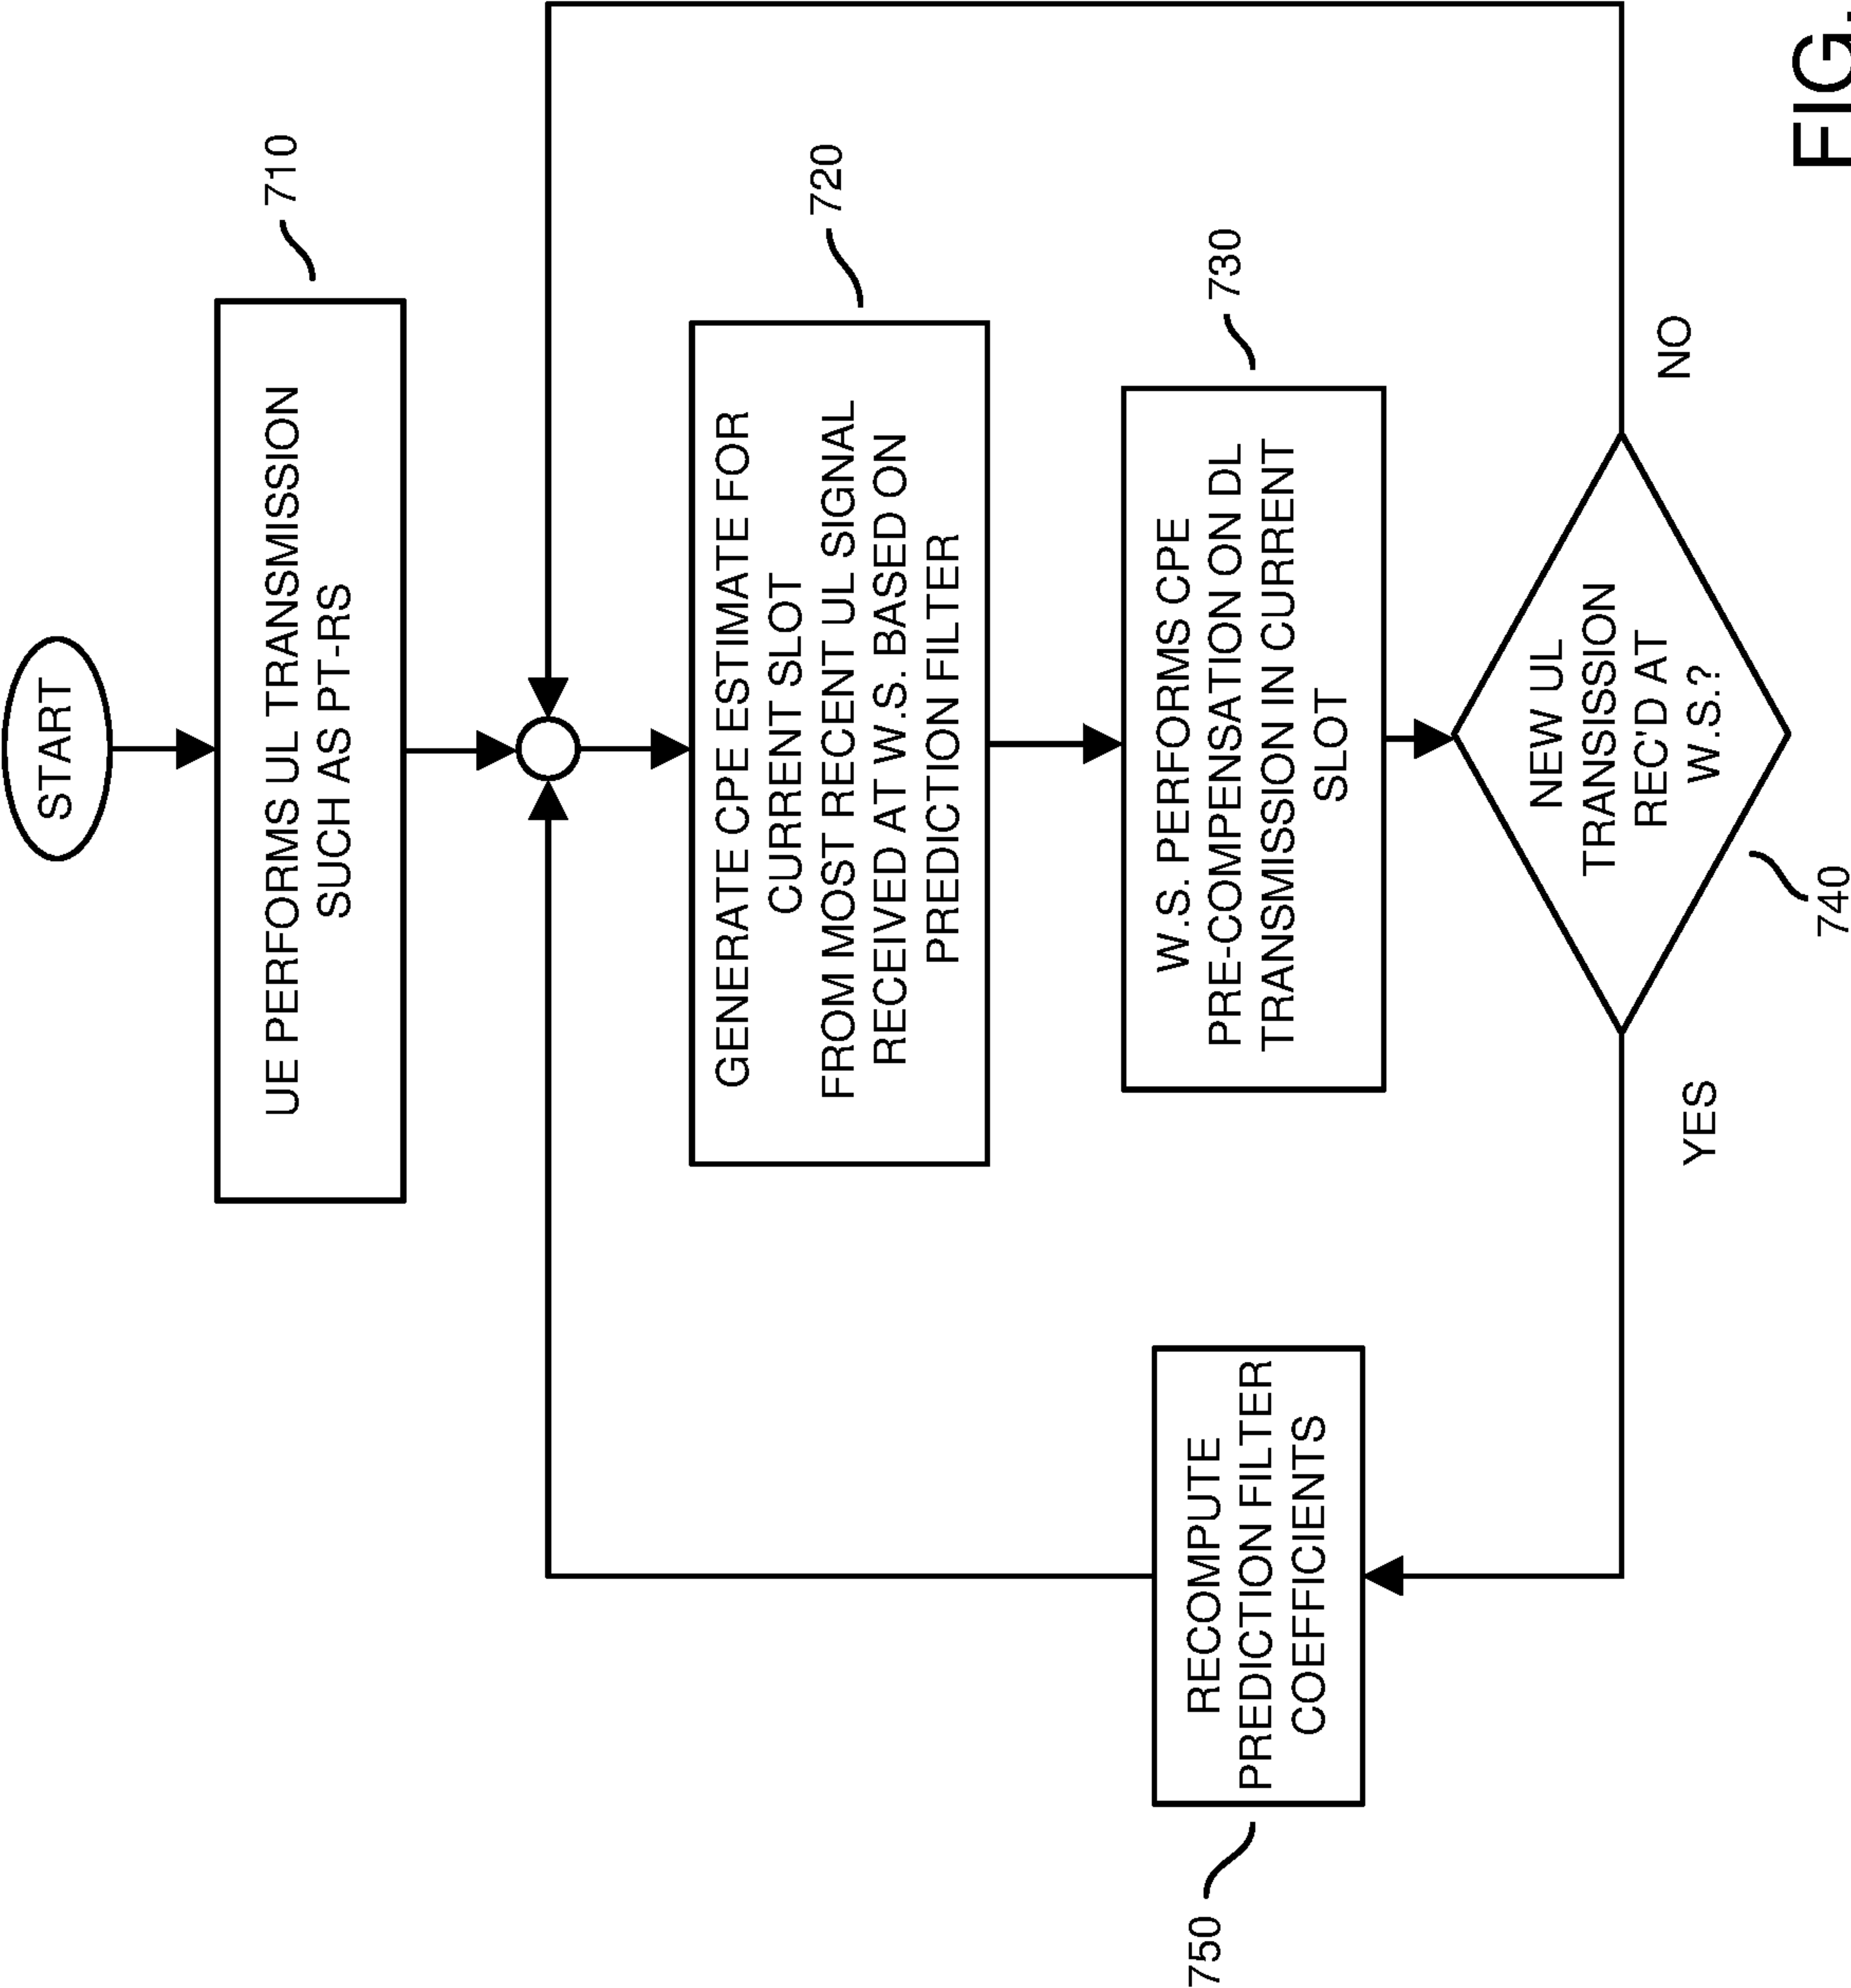 START
UE PERFORMS UL TRANSMISSION
SUCH AS PT-RS
710
GENERATE CPE ESTIMATE FOR
CURRENT SLOT
FROM MOST RECENT UL SIGNAL
RECEIVED AT W.S. BASED ON
PREDICTION FILTER
720
W.S. PERFORMS CPE
PRE-COMPENSATION ON DL
TRANSMISSION IN CURRENT
SLOT
730
NEW UL
TRANSMISSION
REC'D AT
W.S.?
740
YES
NO
RECOMPUTE
PREDICTION FILTER
COEFFICIENTS
750
FIG.